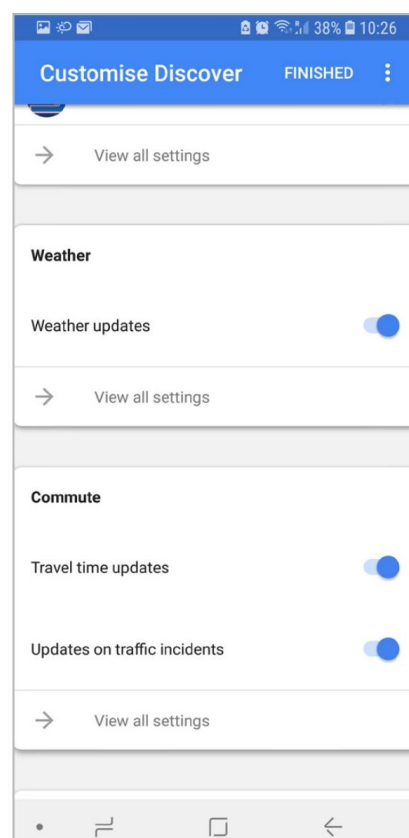 38% 10:26
Customise Discover FINISHED
View all settings
Weather
Weather updates
View all settings
Commute
Travel time updates
Updates on traffic incidents
View all settings